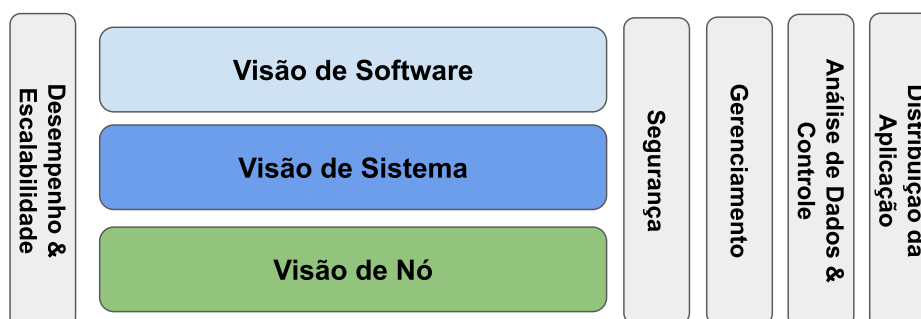 Desempenho &
Escalabilidade
Visão de Software
Visão de Sistema
Visão de Nó
Segurança
Gerenciamento
Análise de Dados &
Controle
Distribuição da
Aplicação